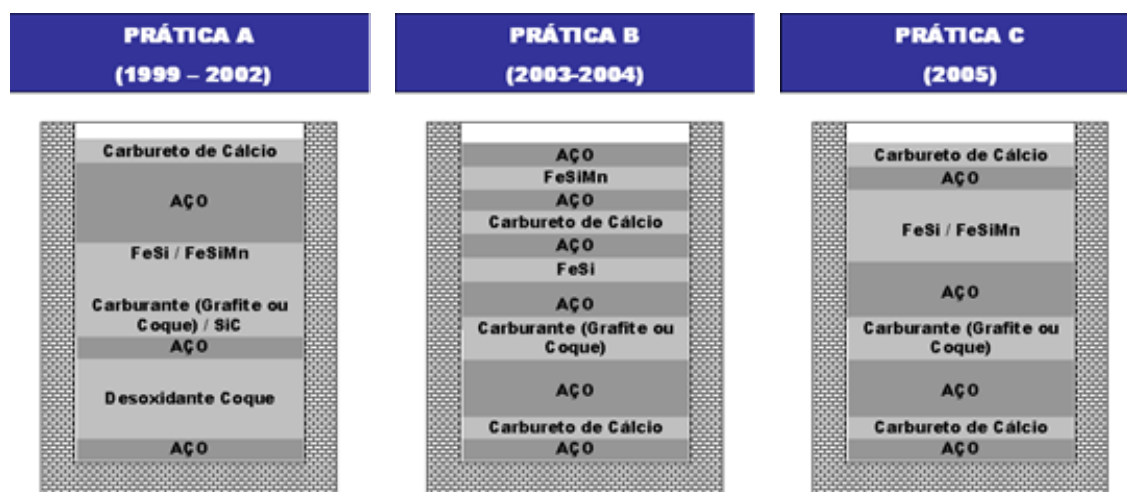 PRÁTICA A
(1999 – 2002)
Carbureto de Cálcio
AÇO
FeSi / FeSiMn
Carburante (Grafite ou
Coque) / SiC
AÇO
Desoxidante Coque
AÇO
PRÁTICA B
(2003-2004)
AÇO
FeSiMn
AÇO
Carbureto de Cálcio
AÇO
FeSi
AÇO
Carburante (Grafite ou
Coque)
AÇO
Carbureto de Cálcio
AÇO
PRÁTICA C
(2005)
Carbureto de Cálcio
AÇO
FeSi / FeSiMn
AÇO
Carburante (Grafite ou
Coque)
AÇO
Carbureto de Cálcio
AÇO